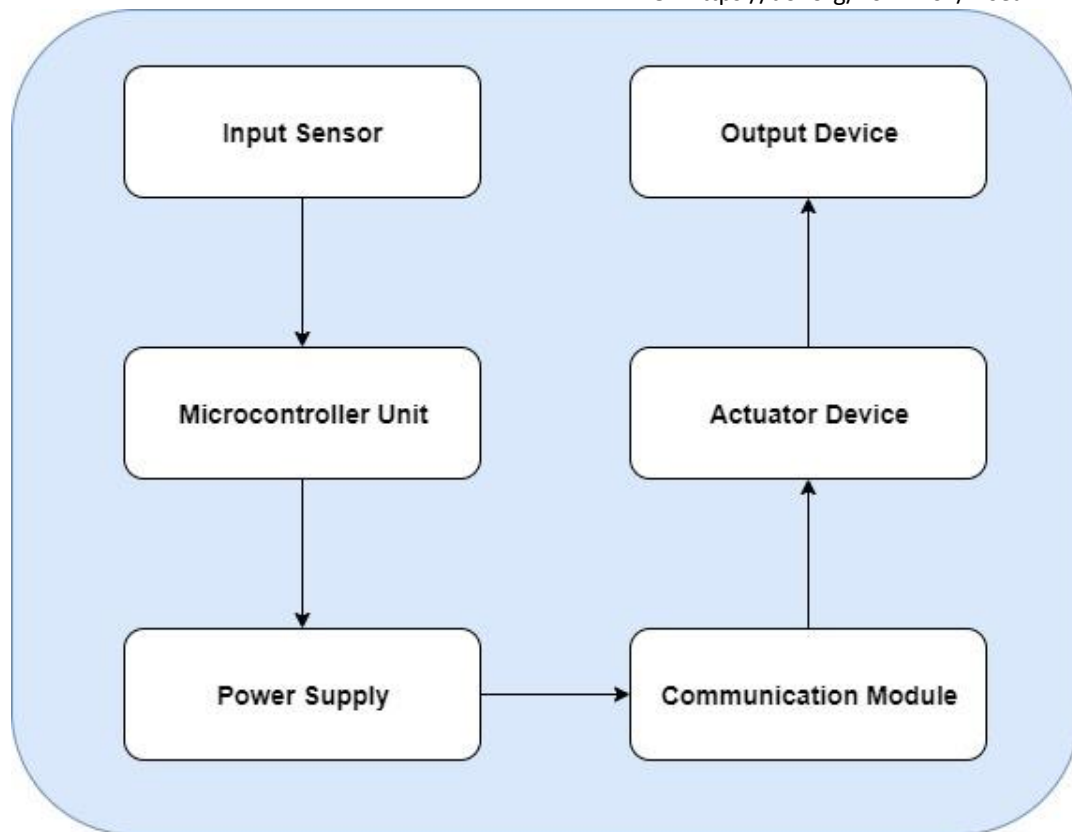 Input Sensor
Output Device
Microcontroller Unit
Actuator Device
Power Supply
Communication Module